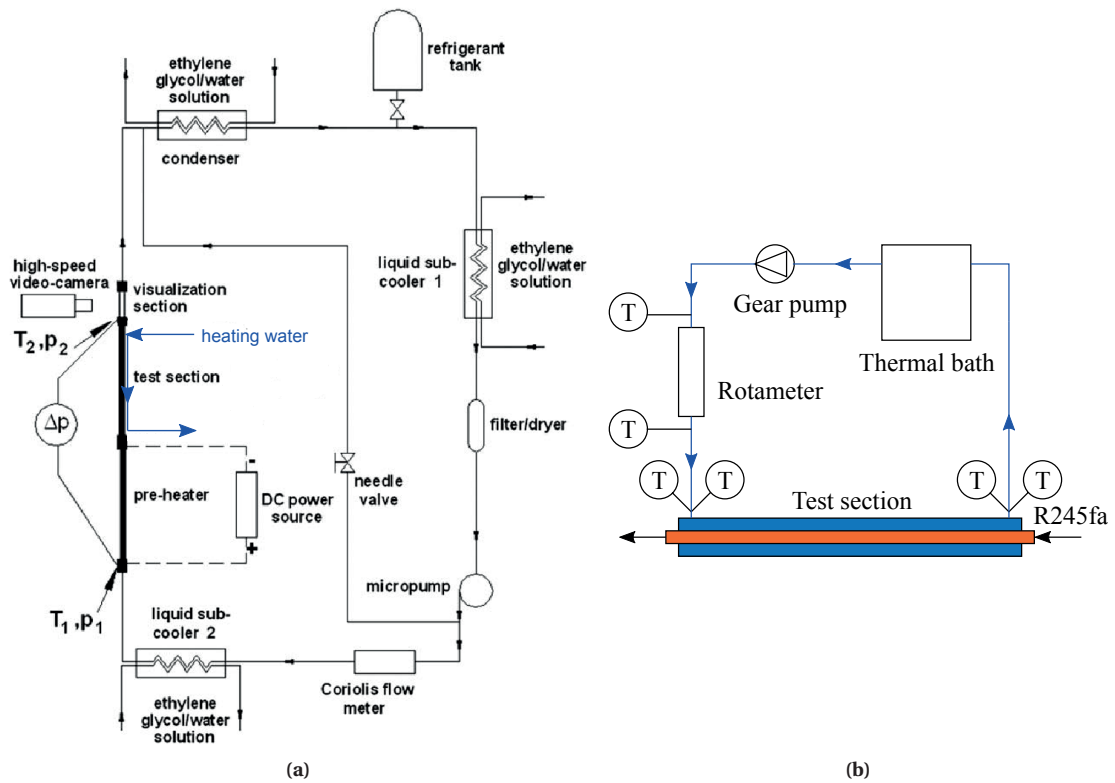 refrigerant
tank
ethylene
glycol/water
solution
condenser
high-speed
video-camera
visualization
section
T₂,p₂
heating water
test section
Δp
pre-heater
-
DC power
source
+
T₁,p₁
liquid sub-
cooler 2
ethylene
glycol/water
solution
Coriolis flow
meter
micropump
needle
valve
filter/dryer
liquid sub-
cooler 1
ethylene
glycol/water
solution
(a)
Gear pump
Thermal bath
T
Rotameter
T
T
T
T
T
Test section
R245fa
(b)